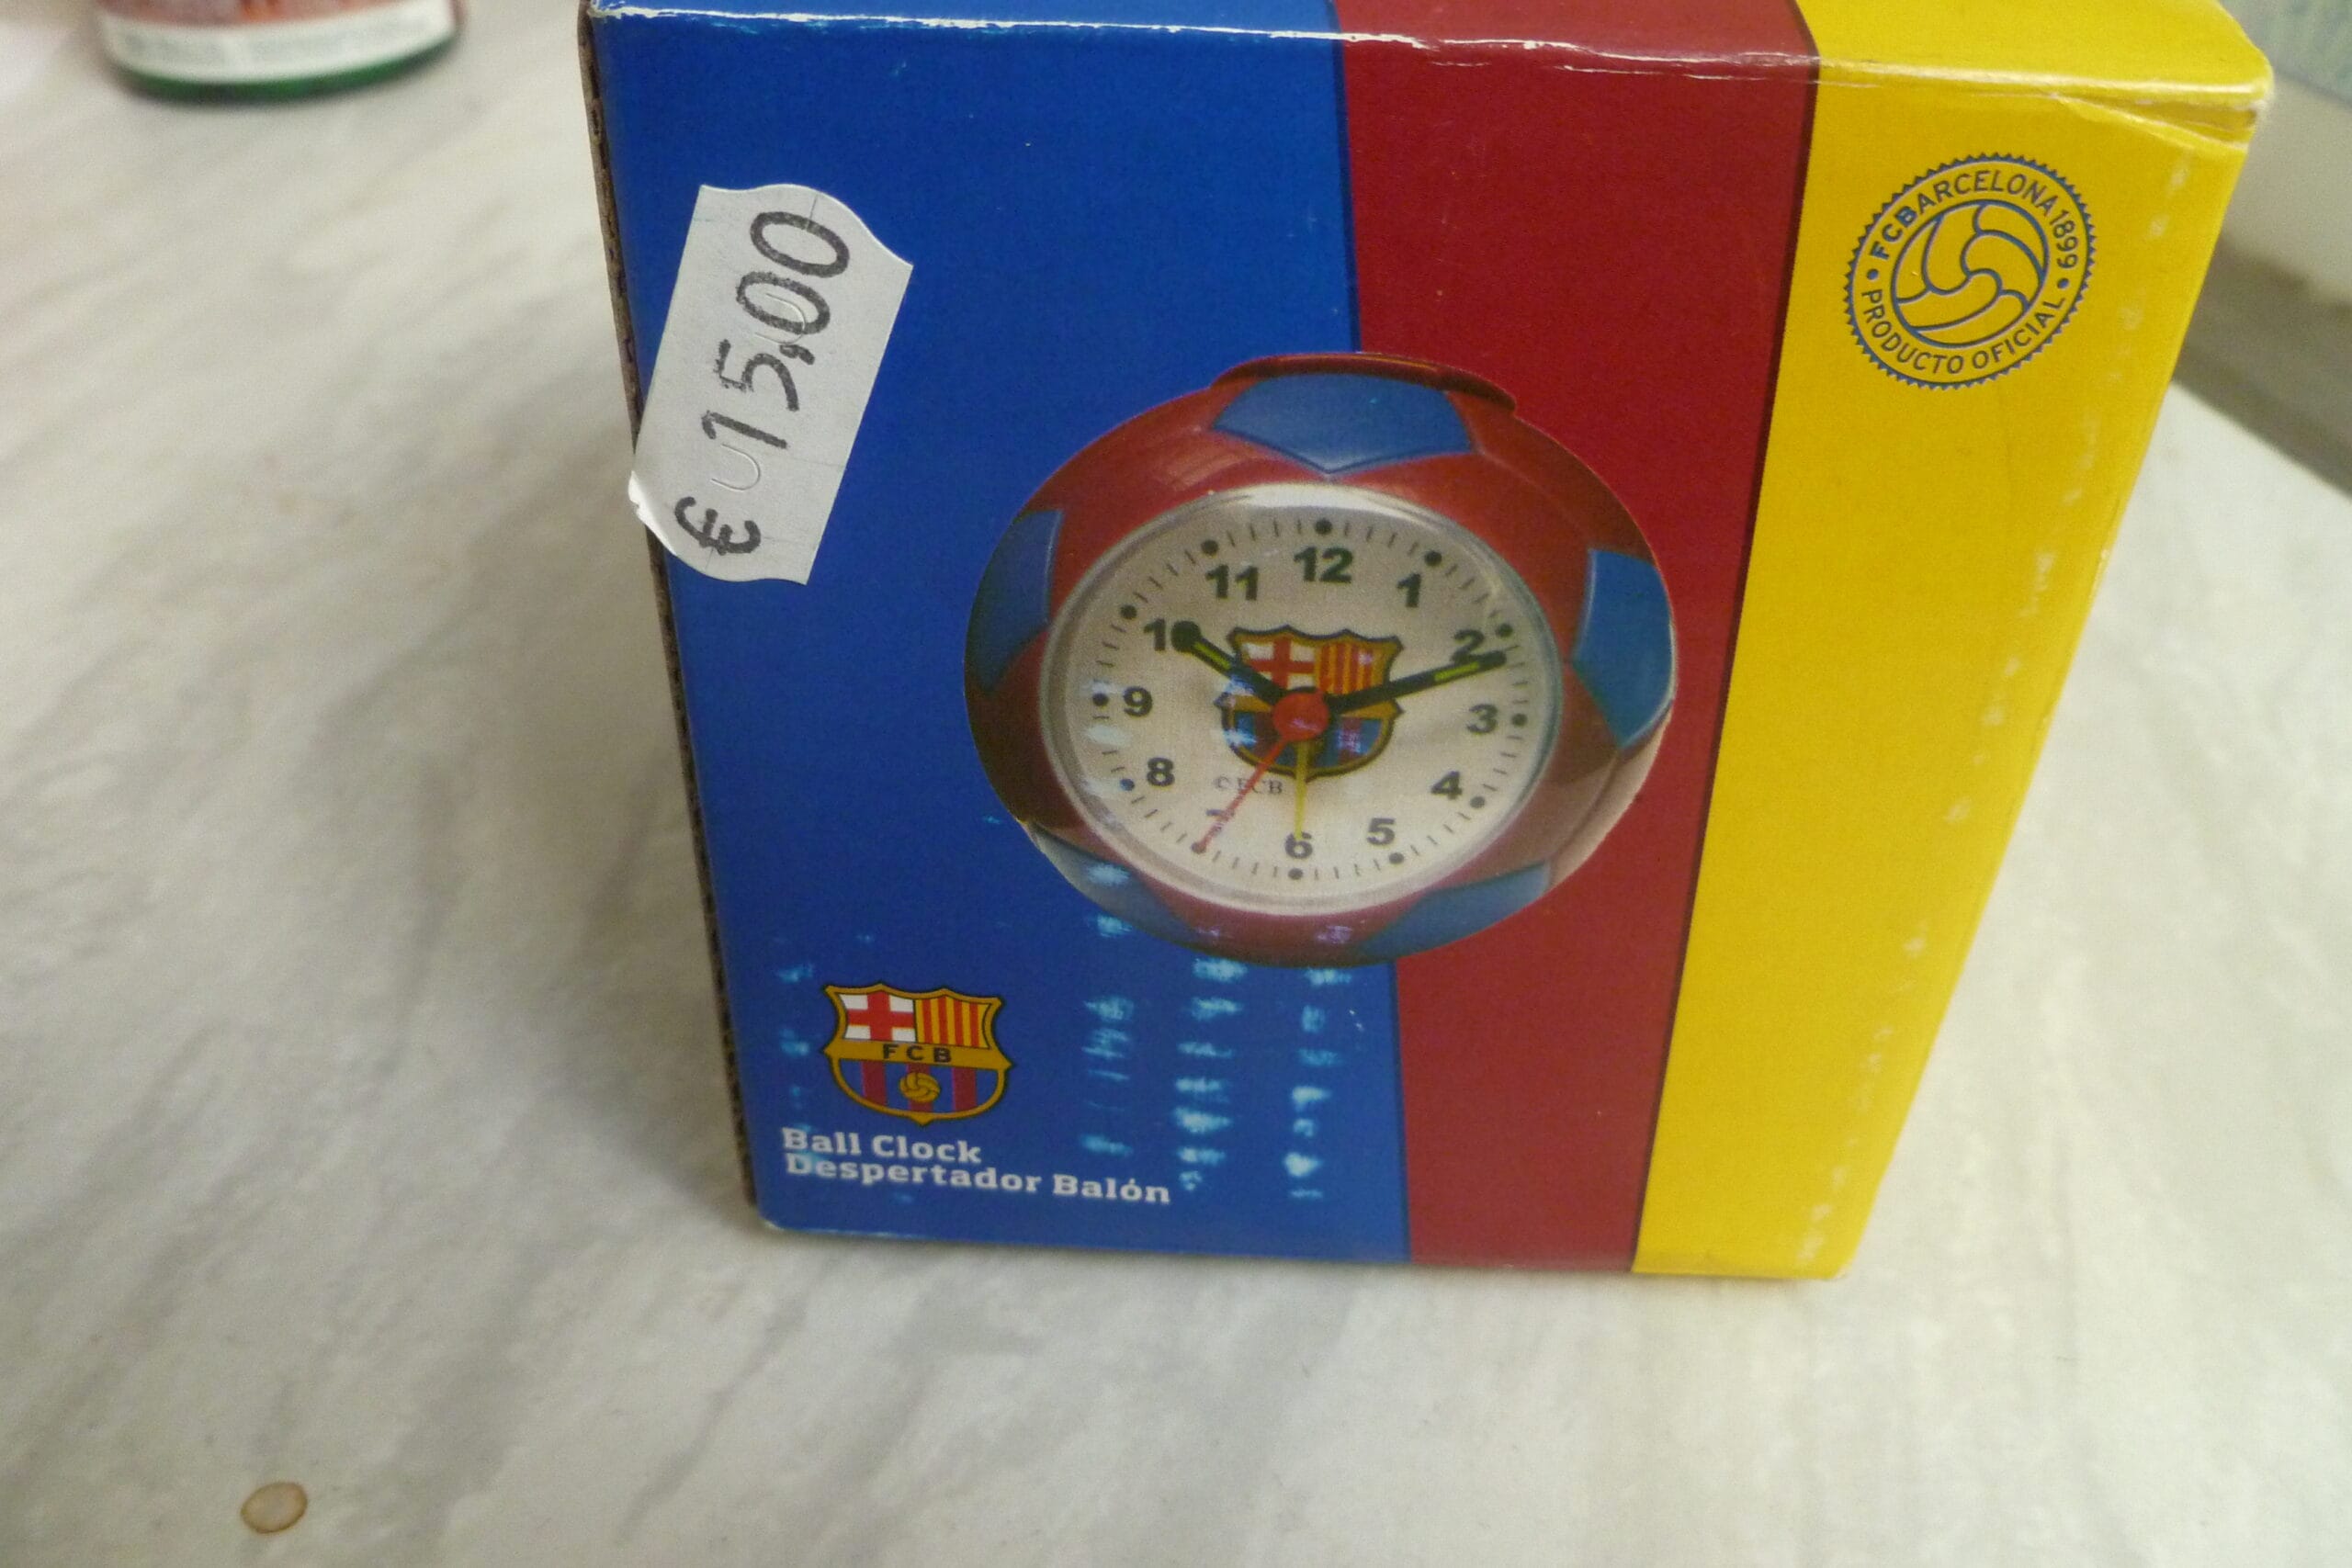 € 15,00
FCBARCELONA 1899
• PRODUCTO OFICIAL •
12
11
1
10
2
9
3
8
4
© FCB
5
6
FCB
Ball Clock
Despertador Balón